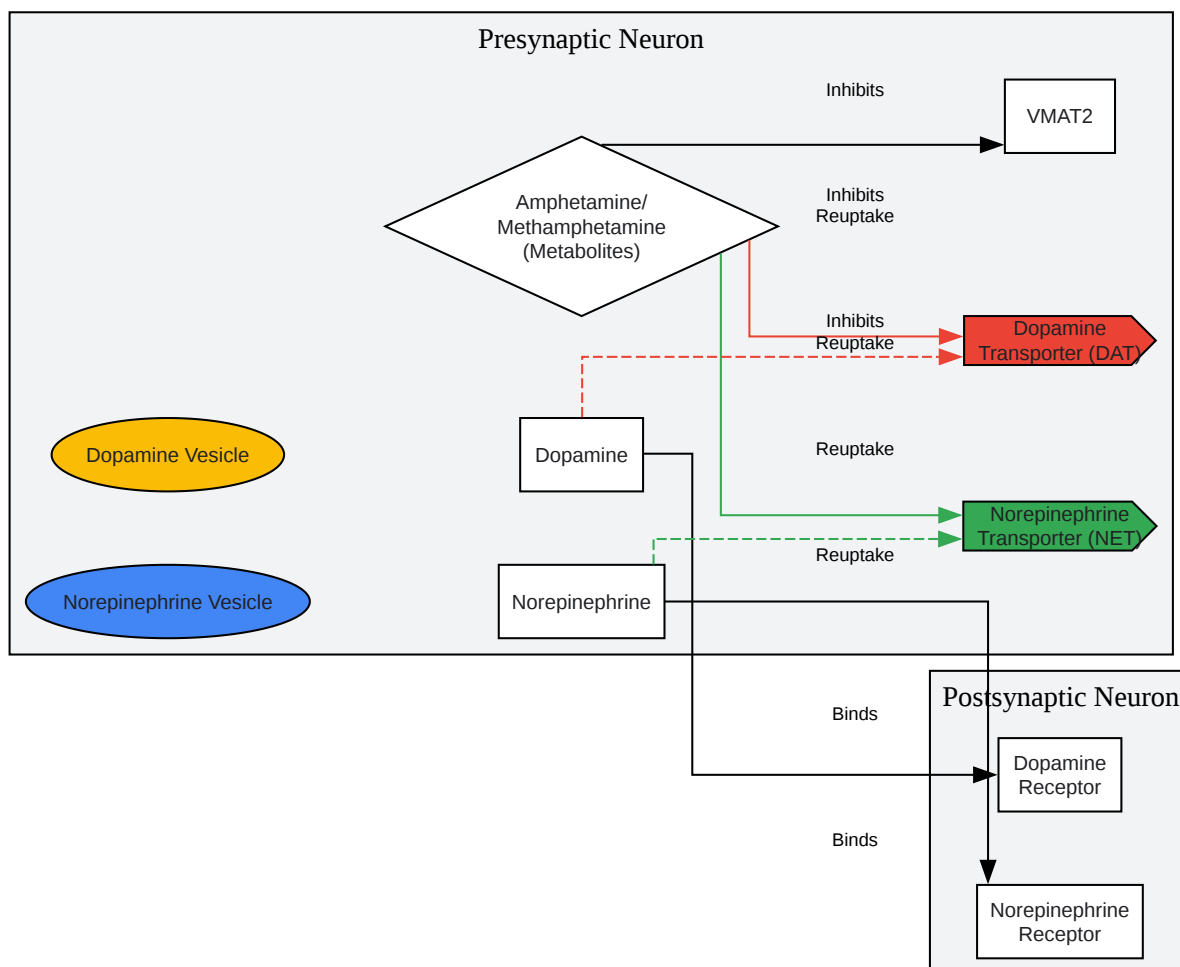 Presynaptic Neuron
Inhibits
VMAT2
Amphetamine/
Methamphetamine
(Metabolites)
Inhibits
Reuptake
Inhibits
Reuptake
Dopamine
Transporter (DAT)
Dopamine Vesicle
Dopamine
Reuptake
Norepinephrine
Transporter (NET)
Reuptake
Norepinephrine Vesicle
Norepinephrine
Postsynaptic Neuron
Binds
Dopamine
Receptor
Binds
Norepinephrine
Receptor